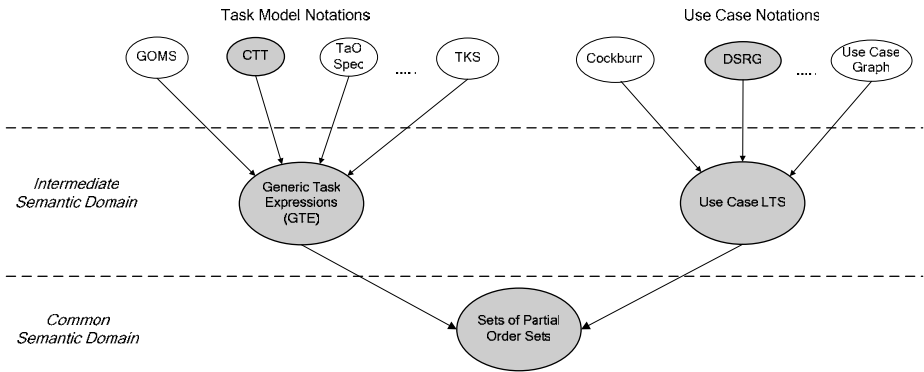 Task Model Notations
Use Case Notations
GOMS
CTT
TaO
Spec
.....
TKS
Cockburn
DSRG
.....
Use Case
Graph
Intermediate
Semantic Domain
Generic Task
Expressions
(GTE)
Use Case LTS
Common
Semantic Domain
Sets of Partial
Order Sets